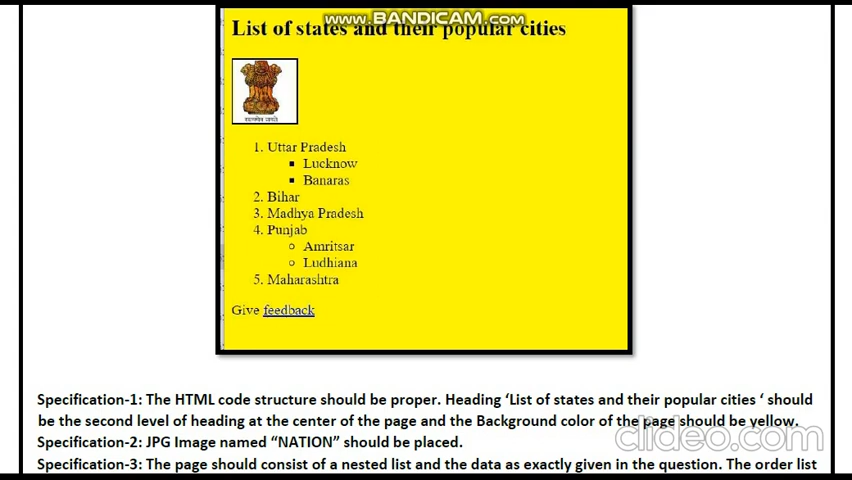 www.BANDICAM.com
List of states and their popular cities
1. Uttar Pradesh
▪ Lucknow
▪ Banaras
2. Bihar
3. Madhya Pradesh
4. Punjab
○ Amritsar
○ Ludhiana
5. Maharashtra
Give feedback
Specification-1: The HTML code structure should be proper. Heading ‘List of states and their popular cities ‘ should
be the second level of heading at the center of the page and the Background color of the page should be yellow.
clideo.com
Specification-2: JPG Image named “NATION” should be placed.
Specification-3: The page should consist of a nested list and the data as exactly given in the question. The order list